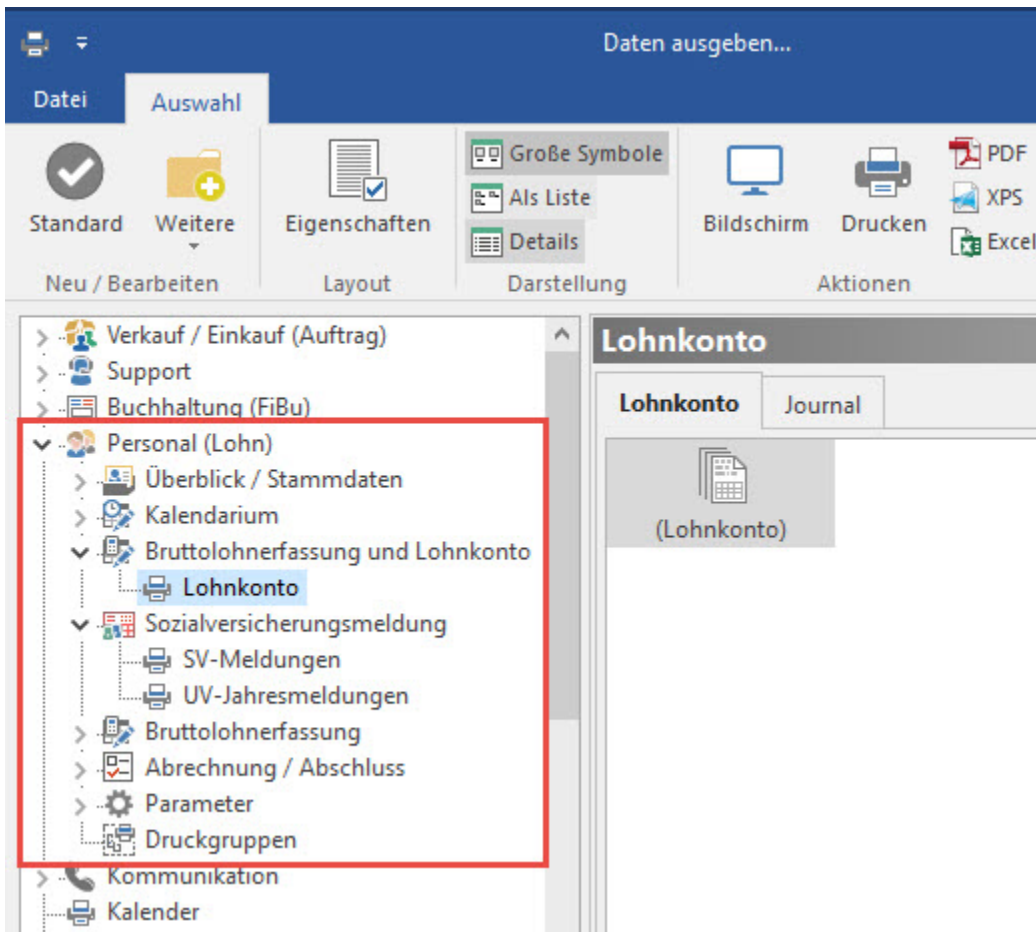 Daten ausgeben...
Datei
Auswahl
Standard
Weitere
Neu / Bearbeiten
Eigenschaften
Layout
Große Symbole
Als Liste
Details
Darstellung
Bildschirm
Drucken
PDF
XPS
Excel
Aktionen
Verkauf / Einkauf (Auftrag)
Support
Buchhaltung (FiBu)
Personal (Lohn)
Überblick / Stammdaten
Kalendarium
Bruttolohnerfassung und Lohnkonto
Lohnkonto
Sozialversicherungsmeldung
SV-Meldungen
UV-Jahresmeldungen
Bruttolohnerfassung
Abrechnung / Abschluss
Parameter
Druckgruppen
Kommunikation
Kalender
Lohnkonto
Lohnkonto
Journal
(Lohnkonto)